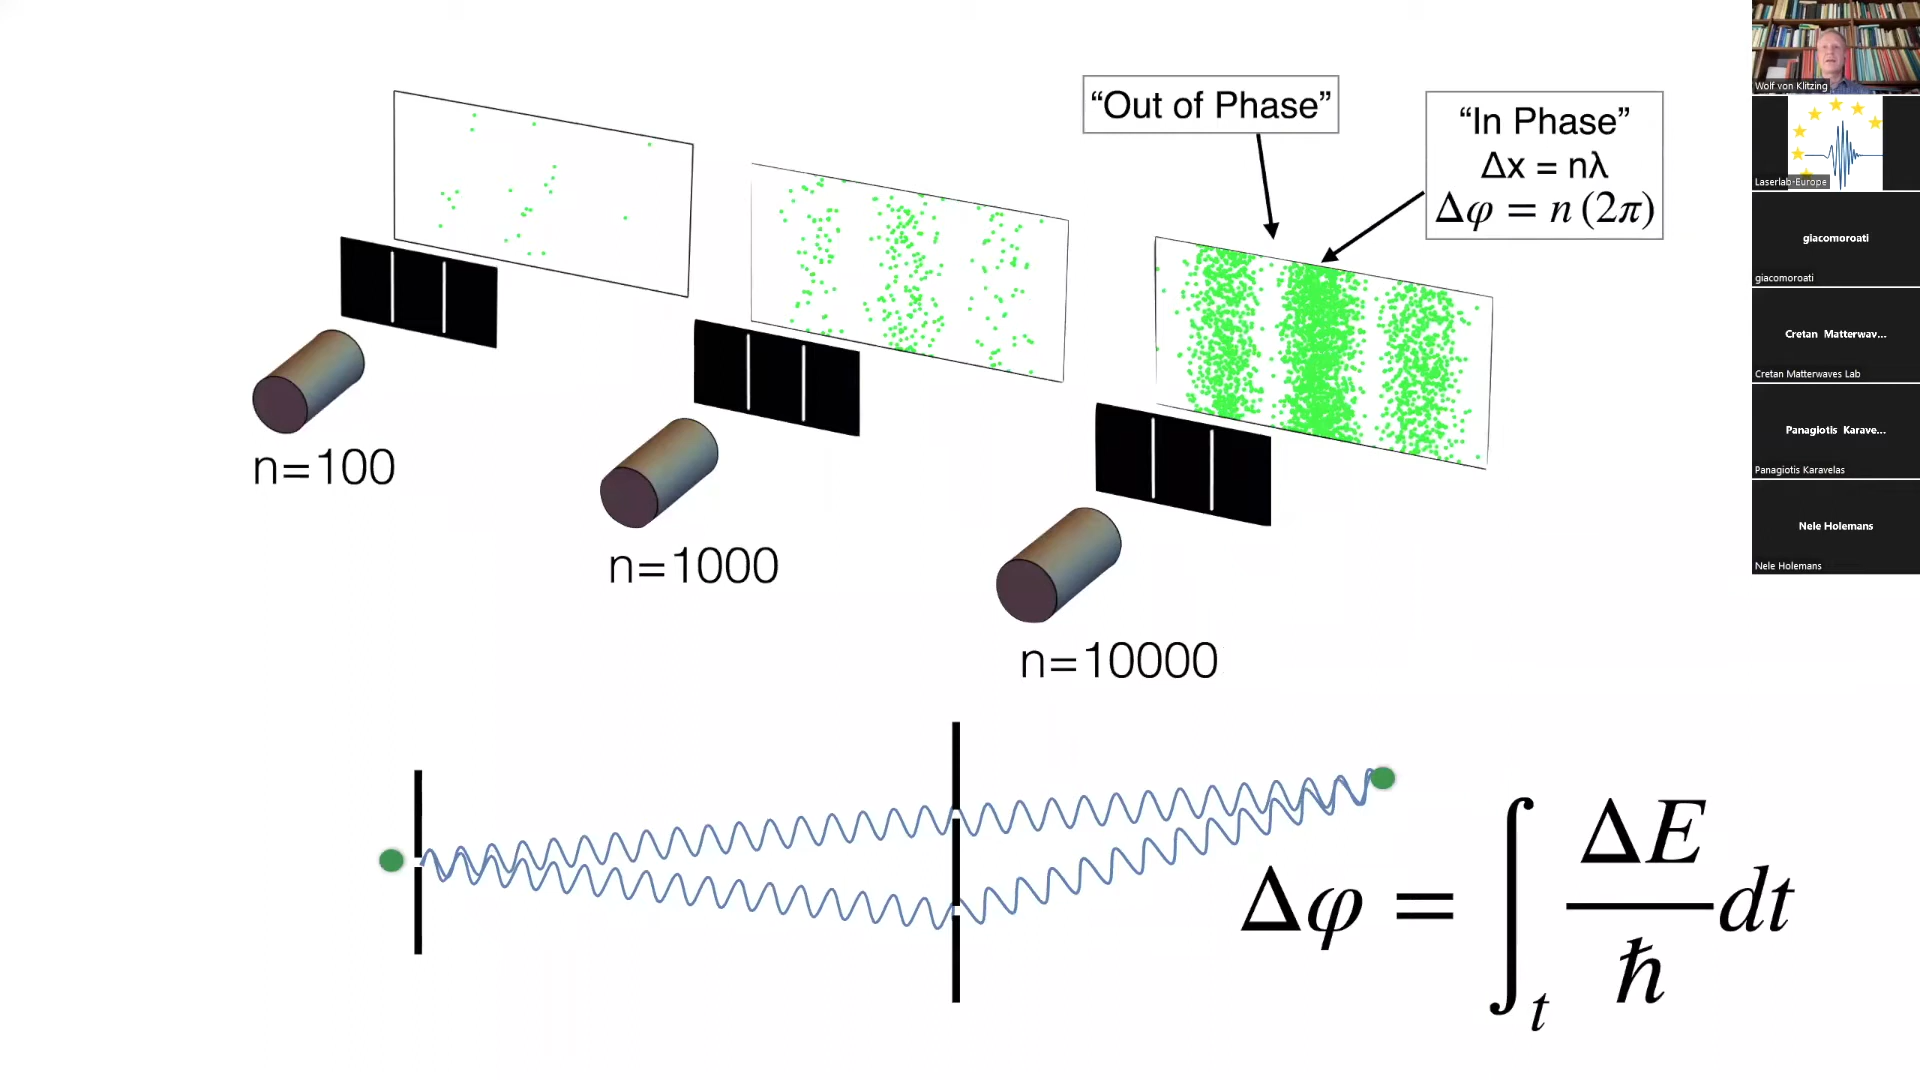 “Out of Phase”
“In Phase”
Δx = nλ
Δφ = n (2π)
n=100
n=1000
n=10000
Δφ = ∫t ΔE/ħ dt
Wolf von Klitzing
Laserlab-Europe
giacomoroati
giacomoroati
Cretan Matterwav...
Cretan Matterwaves Lab
Panagiotis Karave...
Panagiotis Karavelas
Nele Holemans
Nele Holemans